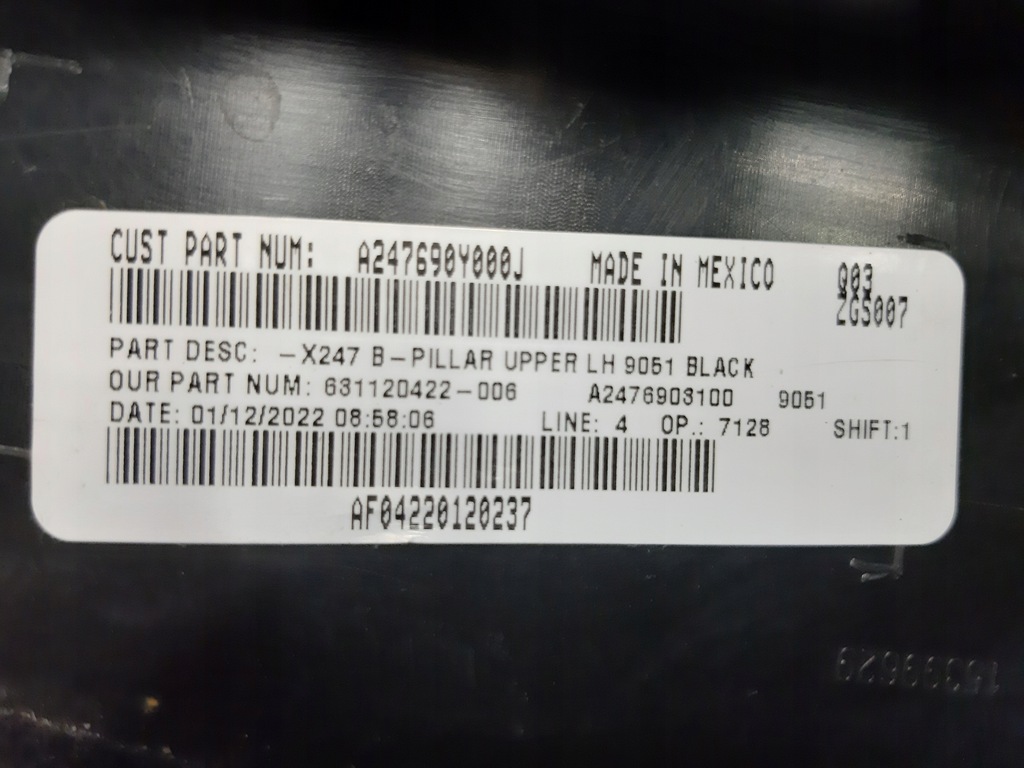 CUST PART NUM: A247690Y000J MADE IN MEXICO Q03
ZGS007
PART DESC: -X247 B-PILLAR UPPER LH 9051 BLACK
OUR PART NUM: 631120422-006 A2476903100 9051
DATE: 01/12/2022 08:58:06 LINE: 4 OP.: 7128 SHIFT:1
AF04220120237